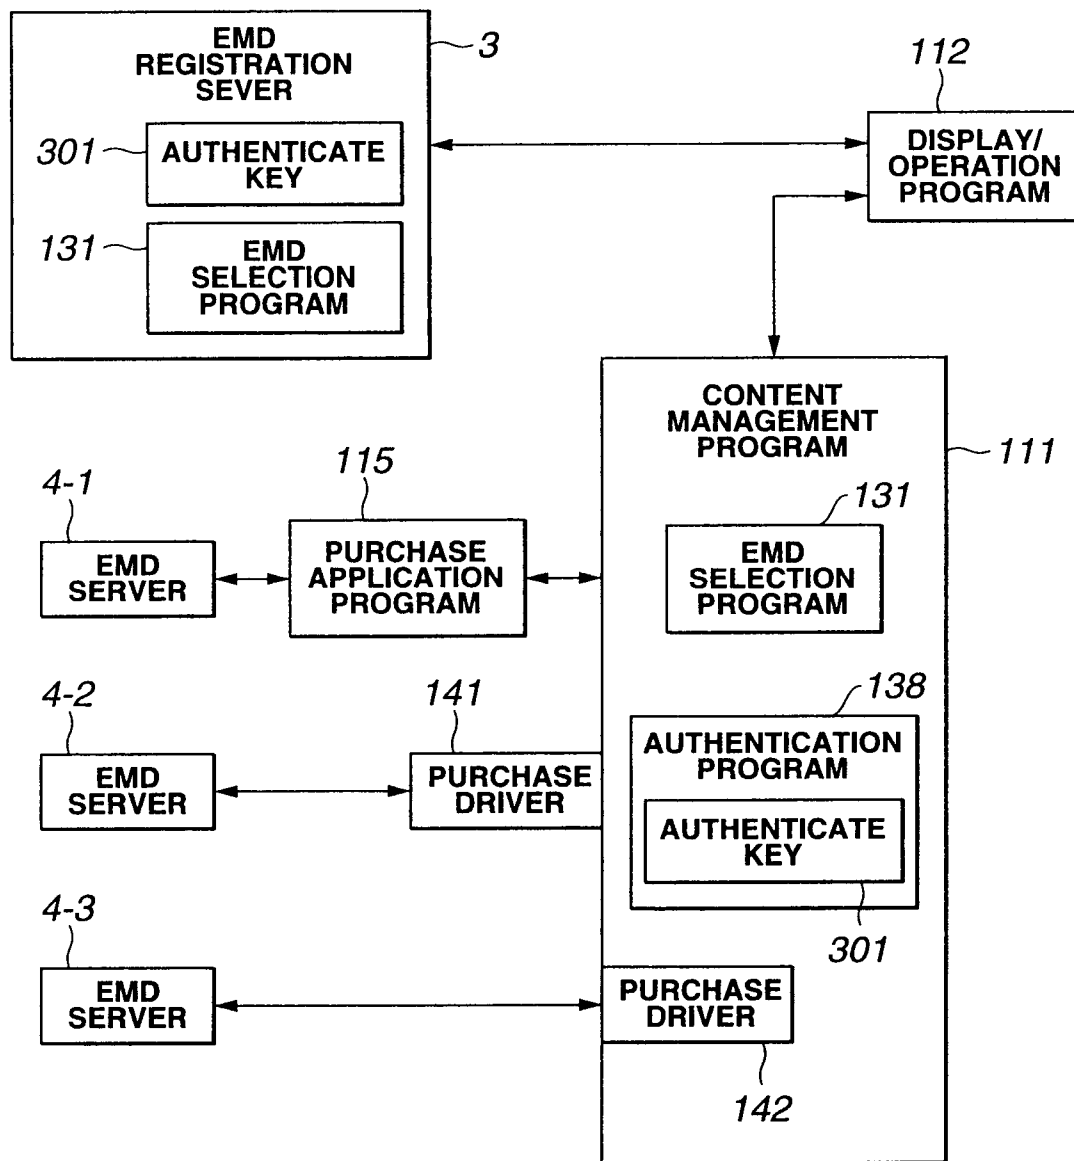 EMD
REGISTRATION
SEVER
3
301
AUTHENTICATE
KEY
131
EMD
SELECTION
PROGRAM
112
DISPLAY/
OPERATION
PROGRAM
CONTENT
MANAGEMENT
PROGRAM
111
4-1
EMD
SERVER
115
PURCHASE
APPLICATION
PROGRAM
131
EMD
SELECTION
PROGRAM
4-2
EMD
SERVER
141
PURCHASE
DRIVER
138
AUTHENTICATION
PROGRAM
AUTHENTICATE
KEY
301
4-3
EMD
SERVER
PURCHASE
DRIVER
142